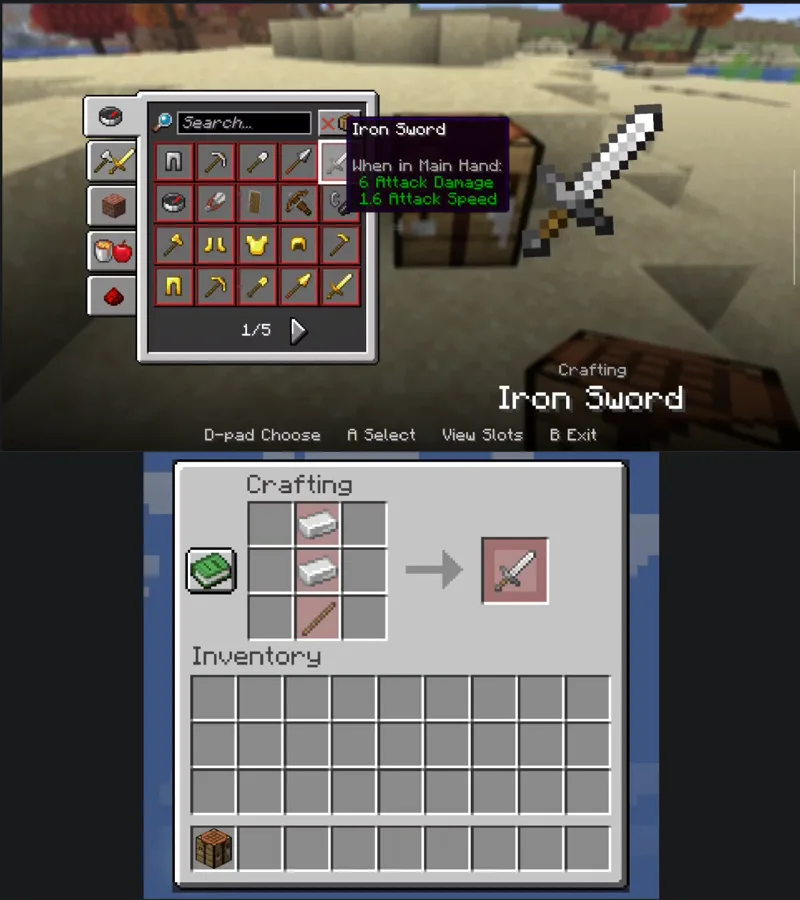 Search...
Iron Sword
When in Main Hand:
6 Attack Damage
1.6 Attack Speed
1/5
Crafting
Iron Sword
D-pad Choose A Select View Slots B Exit
Crafting
Inventory